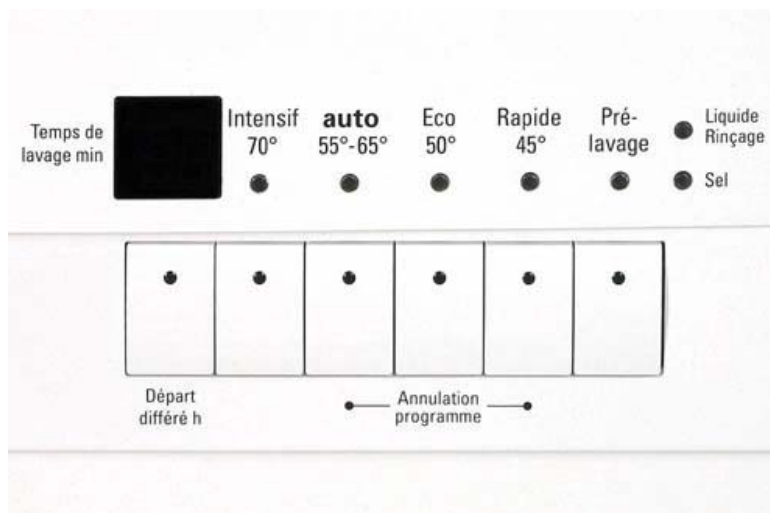 Temps de
lavage min
Intensif
70°
auto
55°-65°
Eco
50°
Rapide
45°
Pré-
lavage
Liquide
Rinçage
Sel
Départ
différé h
Annulation
programme